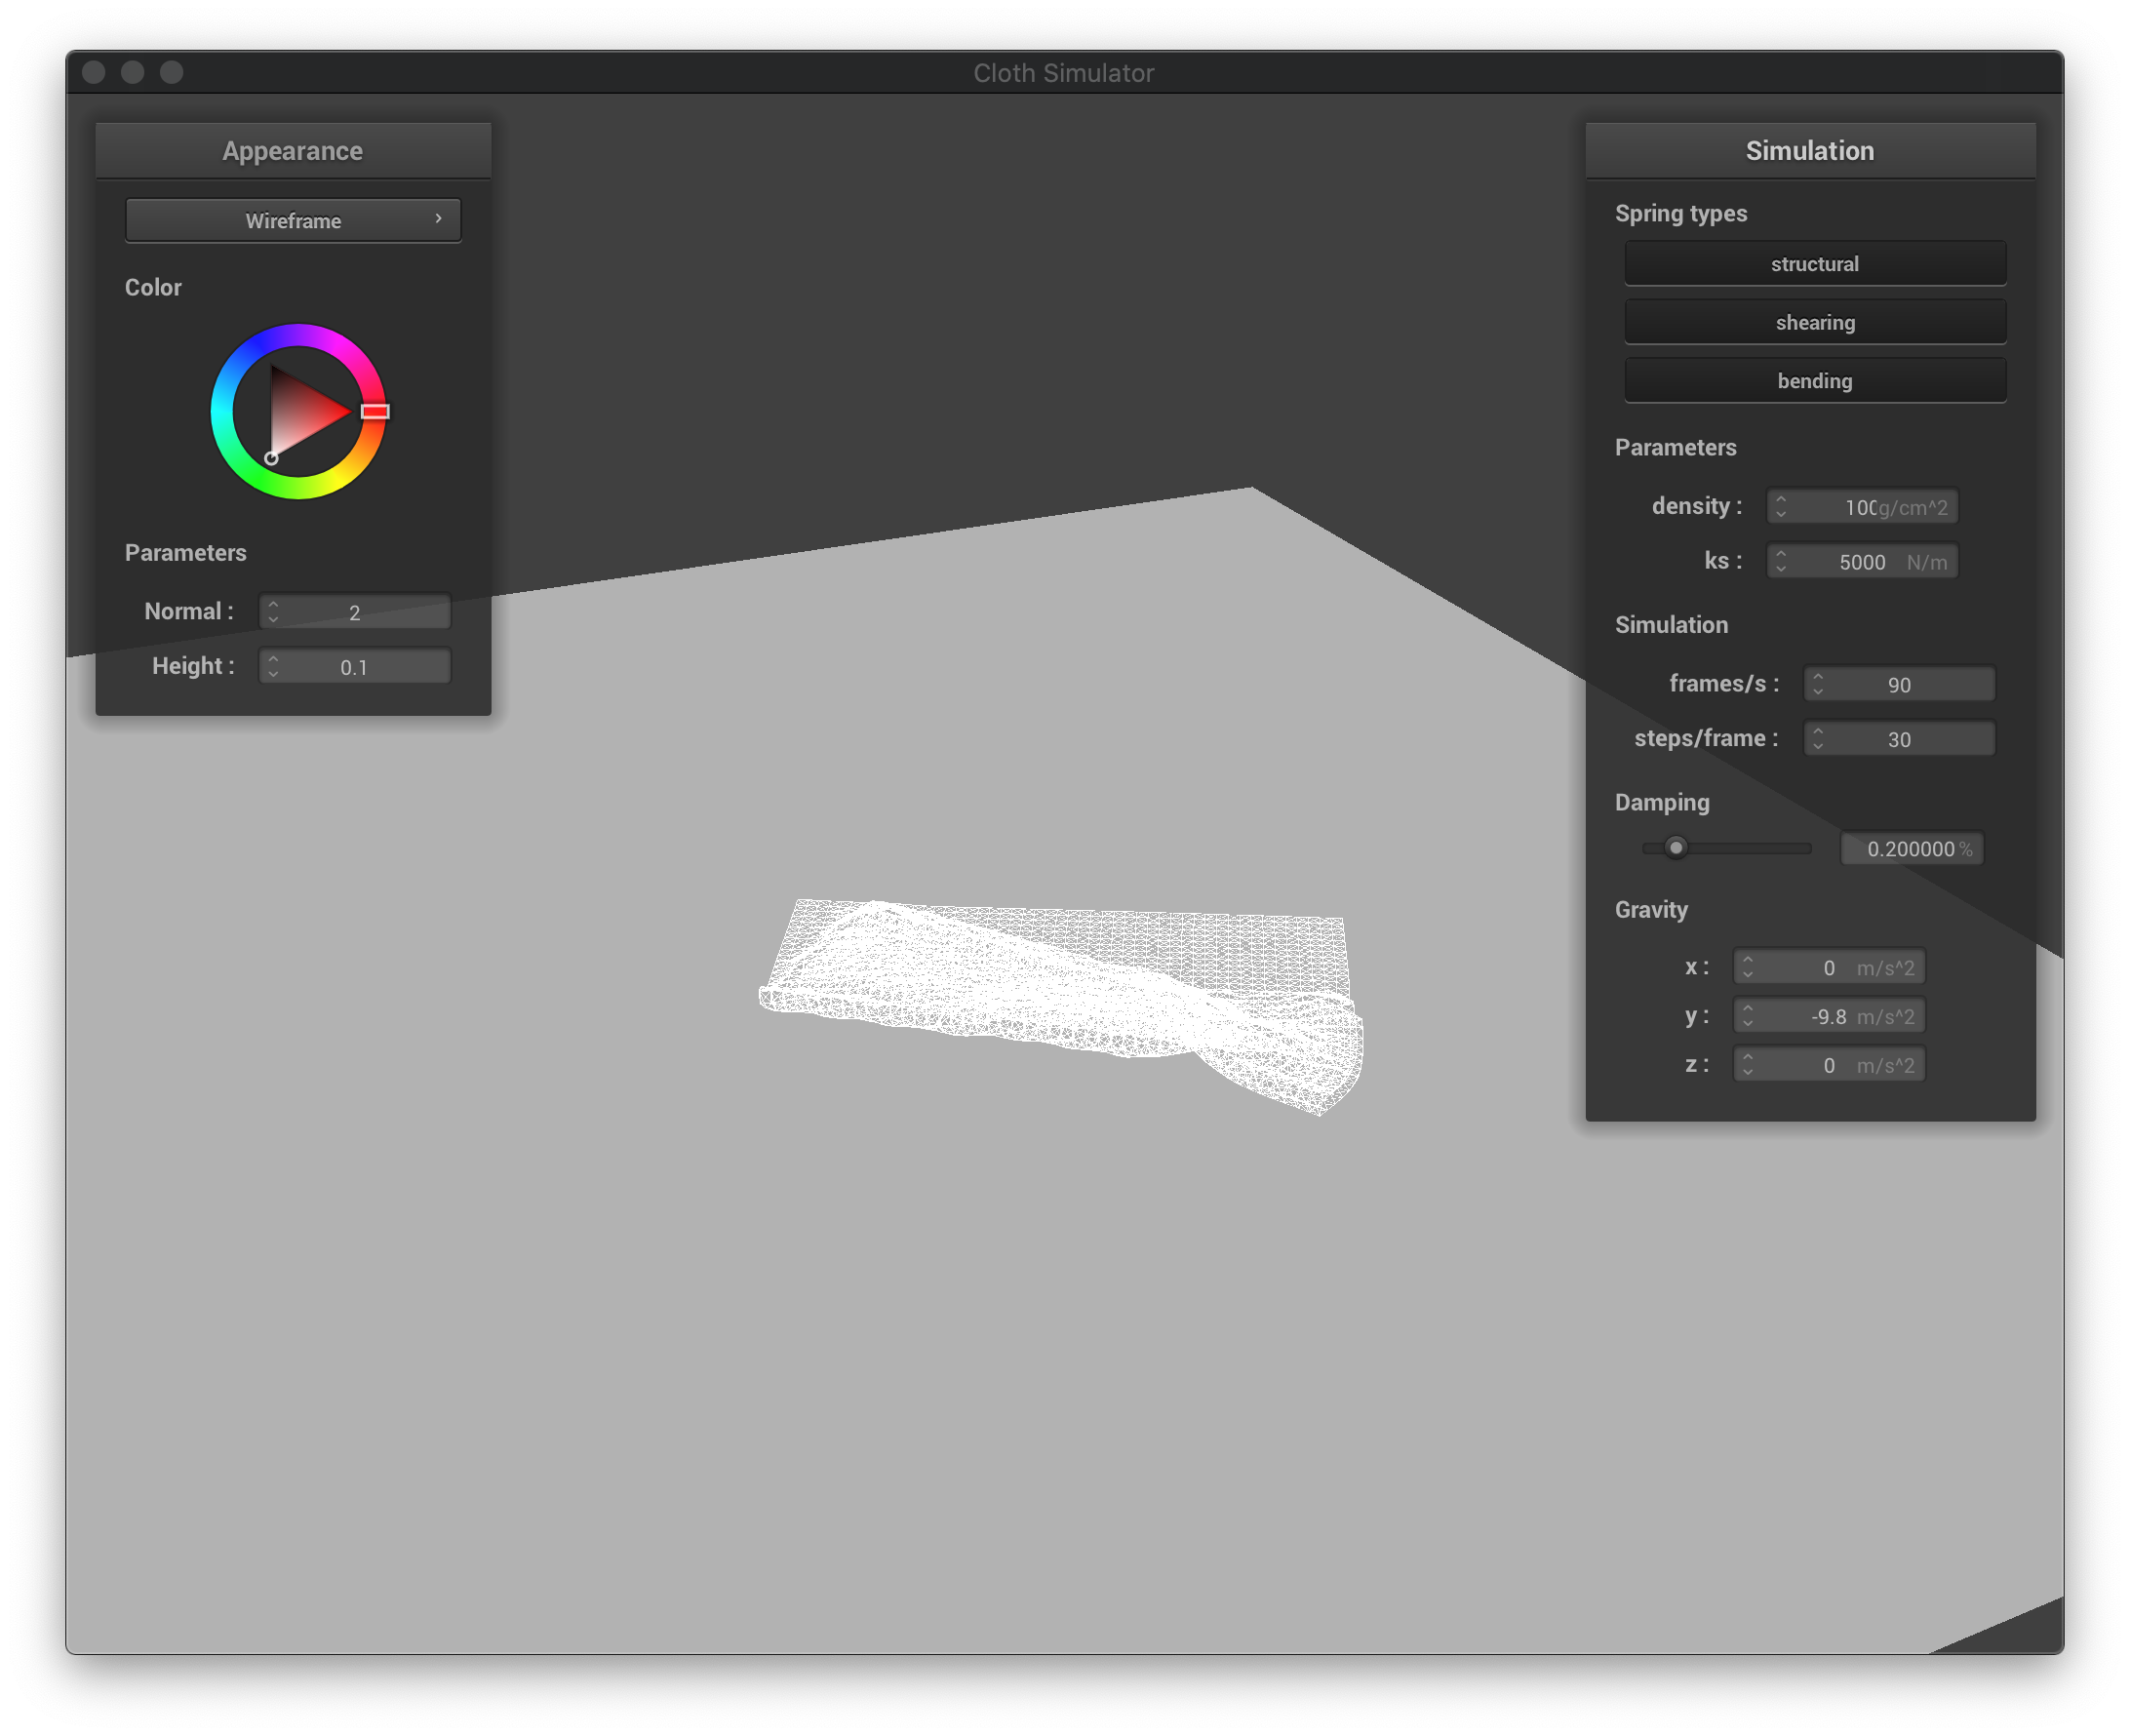 Cloth Simulator
Appearance
Wireframe
Color
Parameters
Normal : 2
Height : 0.1
Simulation
Spring types
structural
shearing
bending
Parameters
density : 100 g/cm^2
ks : 5000 N/m
Simulation
frames/s : 90
steps/frame : 30
Damping
0.200000 %
Gravity
x : 0 m/s^2
y : -9.8 m/s^2
z : 0 m/s^2